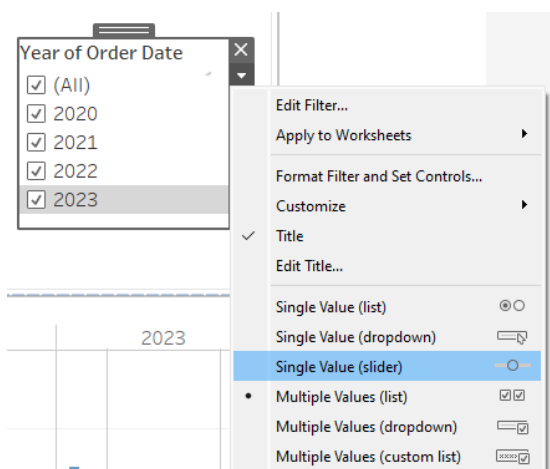 Year of Order Date
(All)
2020
2021
2022
2023
Edit Filter...
Apply to Worksheets
Format Filter and Set Controls...
Customize
Title
Edit Title...
Single Value (list)
Single Value (dropdown)
Single Value (slider)
Multiple Values (list)
Multiple Values (dropdown)
Multiple Values (custom list)
2023